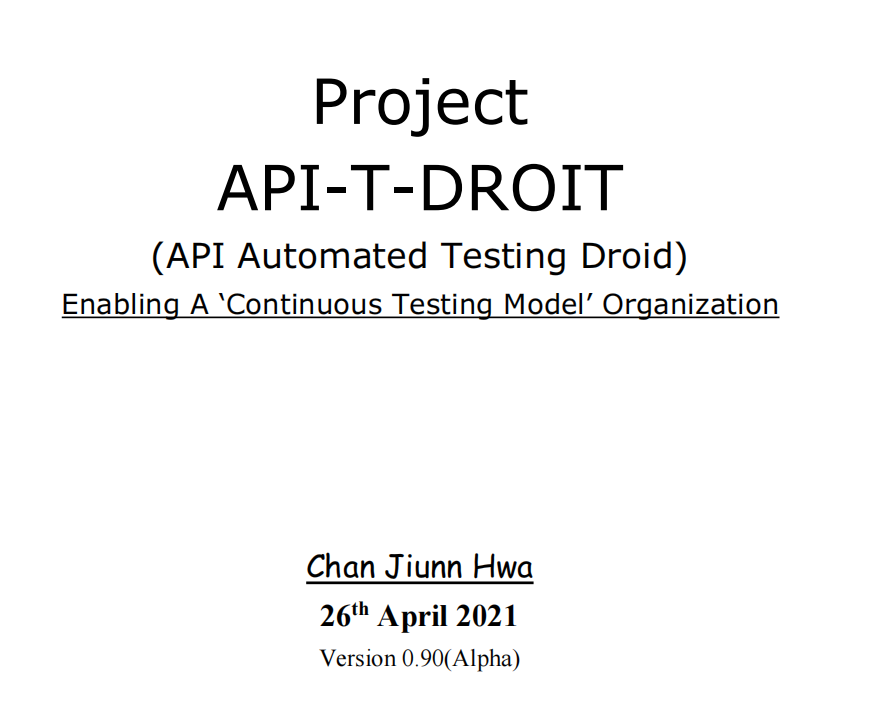 Project
API-T-DROIT
(API Automated Testing Droid)
Enabling A ‘Continuous Testing Model’ Organization
Chan Jiunn Hwa
26th April 2021
Version 0.90(Alpha)